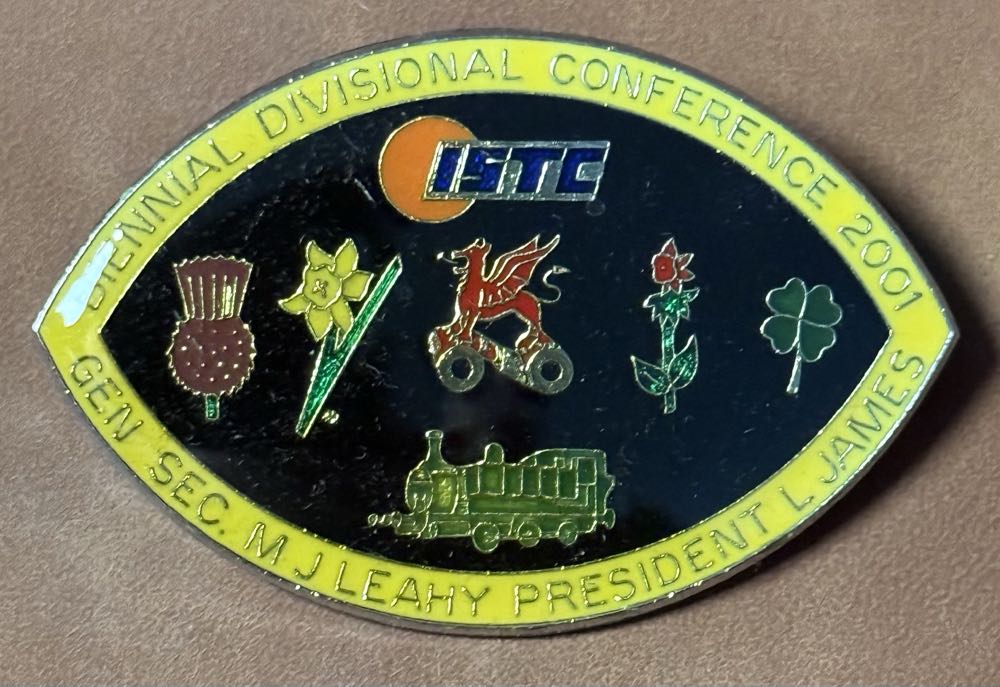 BIENNIAL DIVISIONAL CONFERENCE 2001
ISTC
GEN SEC. M J LEAHY PRESIDENT L JAMES